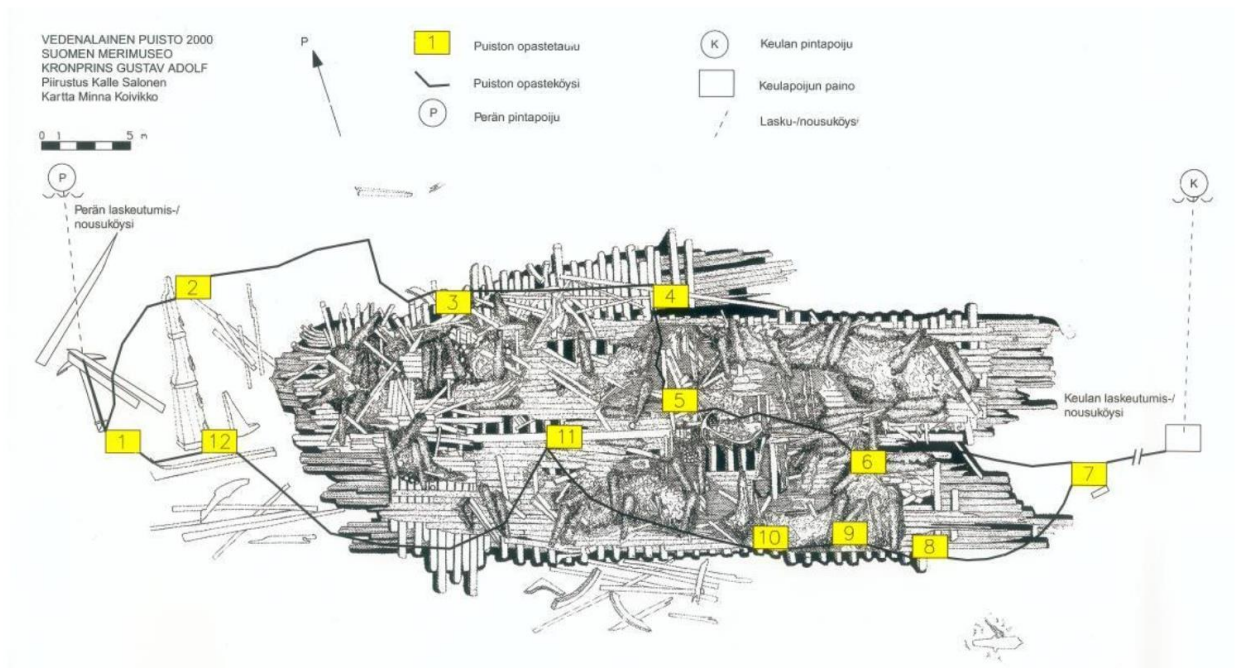 VEDENALAINEN PUISTO 2000
SUOMEN MERIMUSEO
KRONPRINS GUSTAV ADOLF
Piirustus Kalle Salonen
Kartta Minna Koivikko
0 1 5 m
P
1 Puiston opastetaulu
Puiston opasteköysi
P Perän pintapoiju
K Keulan pintapoiju
Keulapoijun paino
Lasku-/nousuköysi
P
Perän laskeutumis-/
nousuköysi
K
2
3
4
5
Keulan laskeutumis-/
nousuköysi
1
12
11
6
7
10
9
8